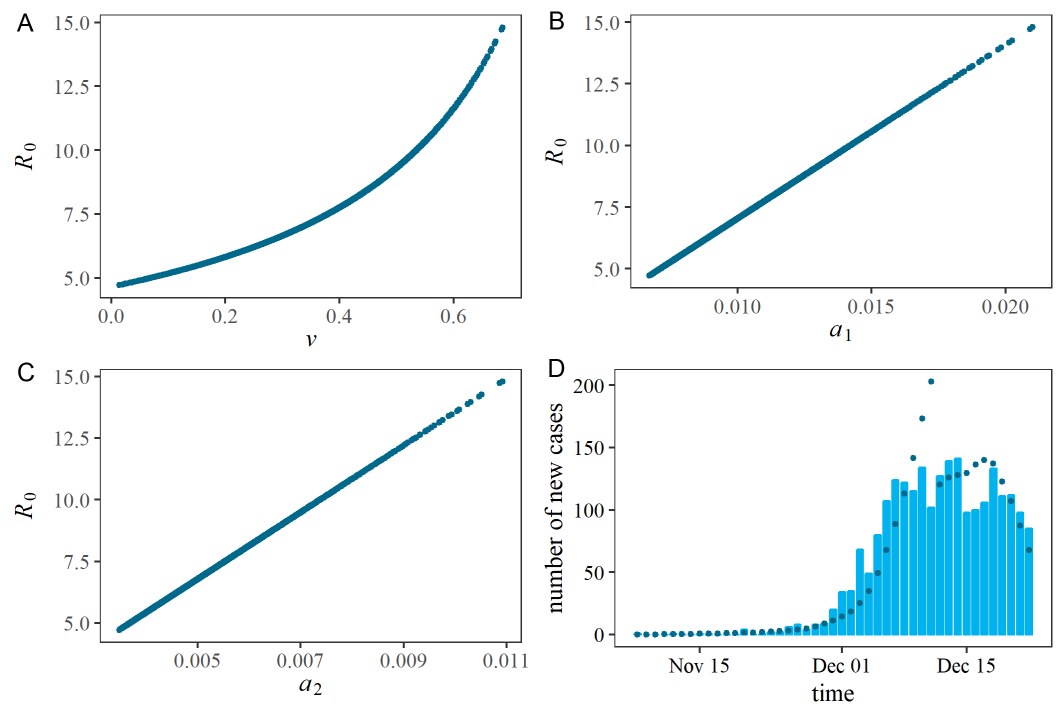 A
15.0
12.5
10.0
7.5
5.0
R0
0.0 0.2 0.4 0.6
v
B
15.0
12.5
10.0
7.5
5.0
R0
0.010 0.015 0.020
a1
C
15.0
12.5
10.0
7.5
5.0
R0
0.005 0.007 0.009 0.011
a2
D
200
150
100
50
0
number of new cases
Nov 15 Dec 01 Dec 15
time